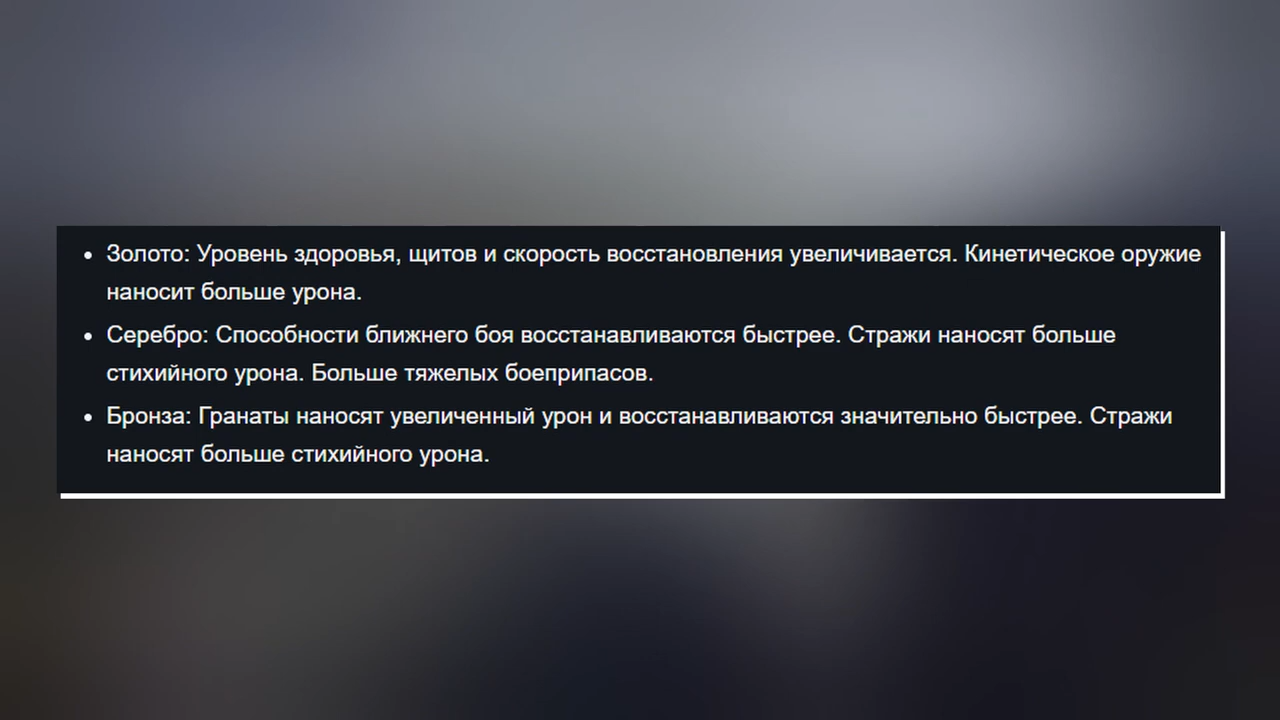 • Золото: Уровень здоровья, щитов и скорость восстановления увеличивается. Кинетическое оружие
наносит больше урона.
• Серебро: Способности ближнего боя восстанавливаются быстрее. Стражи наносят больше
стихийного урона. Больше тяжелых боеприпасов.
• Бронза: Гранаты наносят увеличенный урон и восстанавливаются значительно быстрее. Стражи
наносят больше стихийного урона.